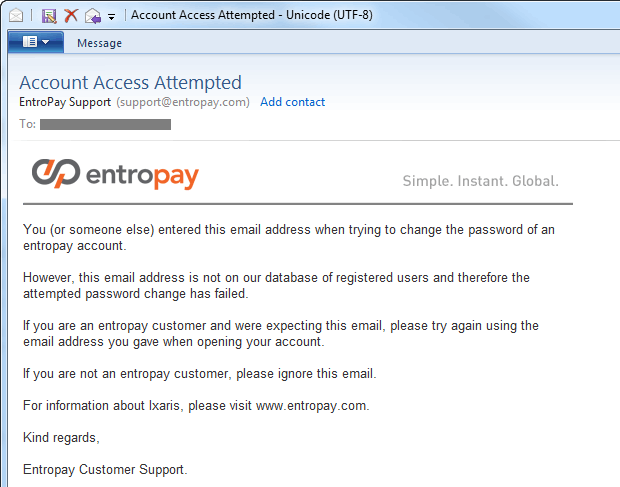 Account Access Attempted - Unicode (UTF-8)
Message
Account Access Attempted
EntroPay Support (support@entropay.com) Add contact
To:
entropay
Simple. Instant. Global.
You (or someone else) entered this email address when trying to change the password of an
entropay account.
However, this email address is not on our database of registered users and therefore the
attempted password change has failed.
If you are an entropay customer and were expecting this email, please try again using the
email address you gave when opening your account.
If you are not an entropay customer, please ignore this email.
For information about Ixaris, please visit www.entropay.com.
Kind regards,
Entropay Customer Support.